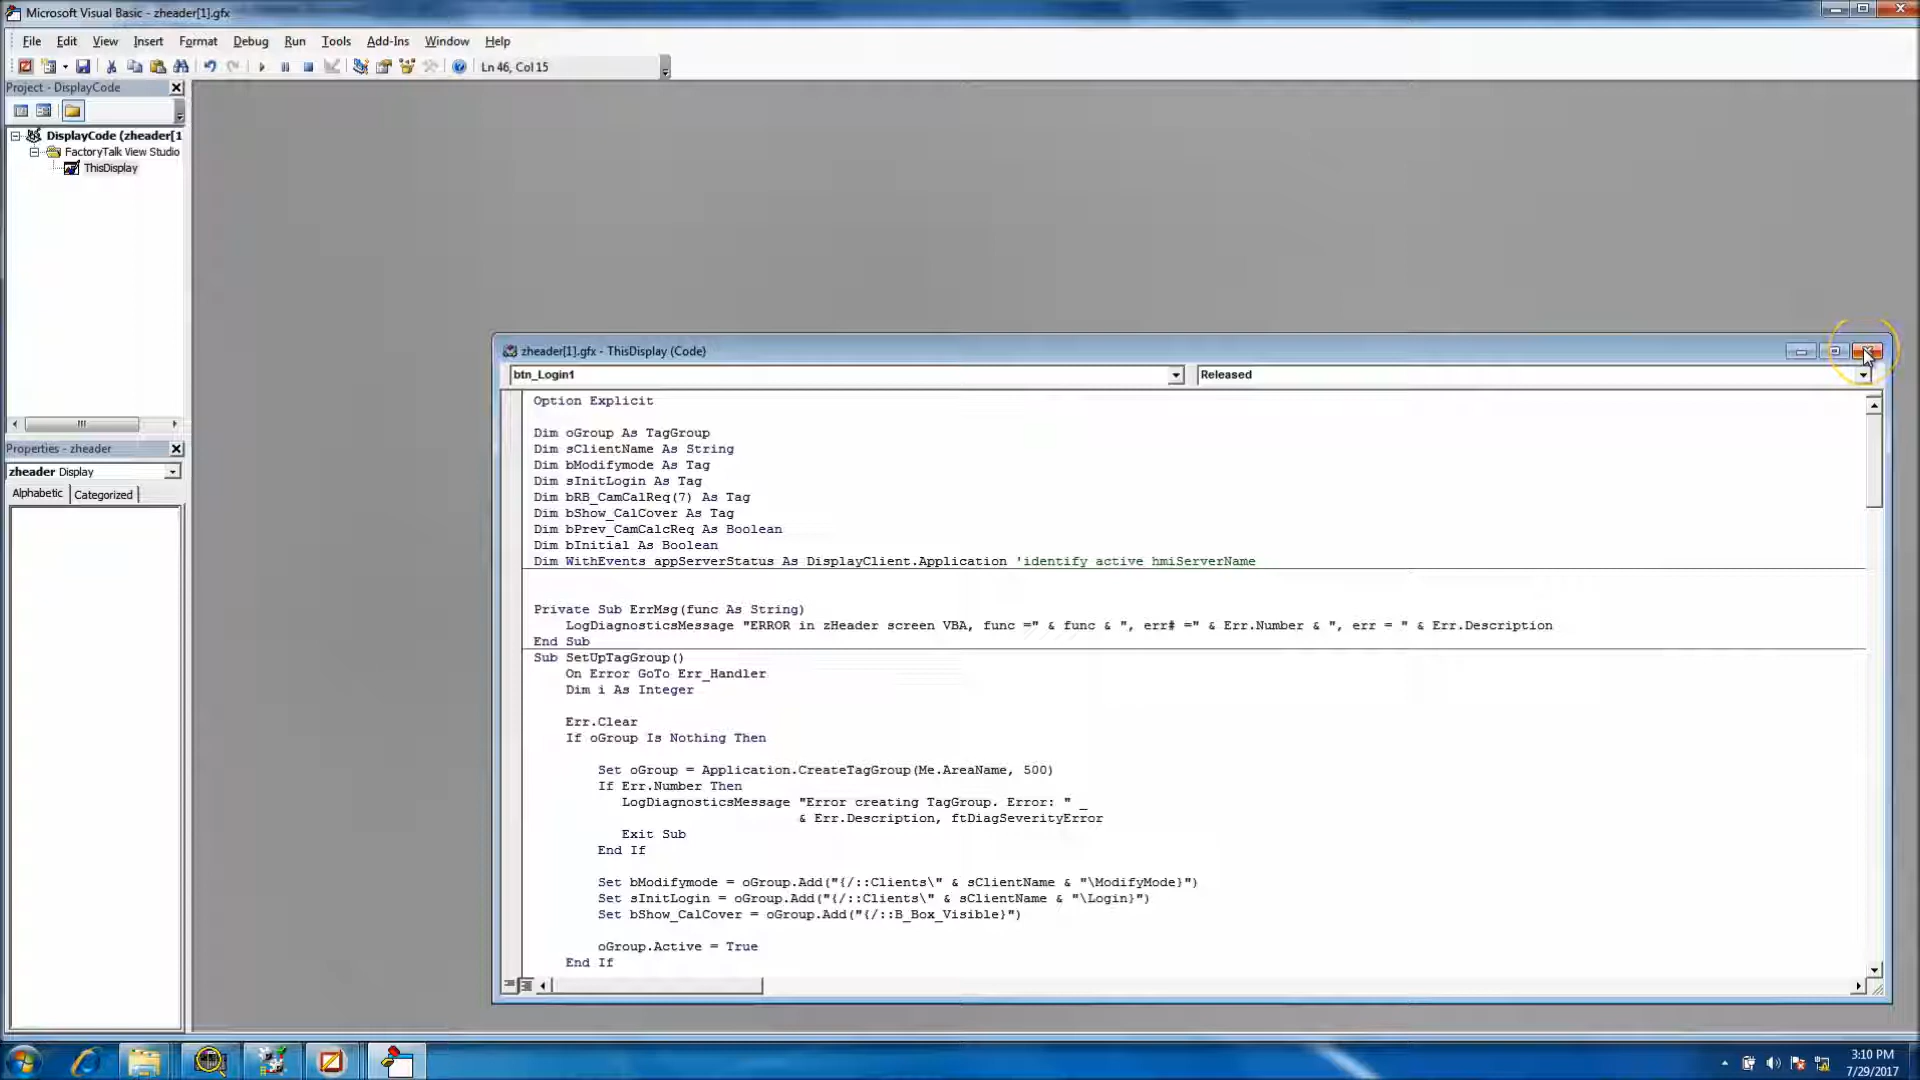 Microsoft Visual Basic - zheader[1].gfx
File Edit View Insert Format Debug Run Tools Add-Ins Window Help
Ln 46, Col 15
Project - DisplayCode
DisplayCode (zheader[1
FactoryTalk View Studio
ThisDisplay
Properties - zheader
zheader Display
Alphabetic Categorized
zheader[1].gfx - ThisDisplay (Code)
btn_Login1 Released
Option Explicit
Dim oGroup As TagGroup
Dim sClientName As String
Dim bModifymode As Tag
Dim sInitLogin As Tag
Dim bRB_CamCalReq(7) As Tag
Dim bShow_CalCover As Tag
Dim bPrev_CamCalcReq As Boolean
Dim bInitial As Boolean
Dim WithEvents appServerStatus As DisplayClient.Application 'identify active hmiServerName
Private Sub ErrMsg(func As String)
LogDiagnosticsMessage "ERROR in zHeader screen VBA, func =" & func & ", err# =" & Err.Number & ", err = " & Err.Description
End Sub
Sub SetUpTagGroup()
On Error GoTo Err_Handler
Dim i As Integer
Err.Clear
If oGroup Is Nothing Then
Set oGroup = Application.CreateTagGroup(Me.AreaName, 500)
If Err.Number Then
LogDiagnosticsMessage "Error creating TagGroup. Error: " _
& Err.Description, ftDiagSeverityError
Exit Sub
End If
Set bModifymode = oGroup.Add("{/::Clients\" & sClientName & "\ModifyMode}")
Set sInitLogin = oGroup.Add("{/::Clients\" & sClientName & "\Login}")
Set bShow_CalCover = oGroup.Add("{/::B_Box_Visible}")
oGroup.Active = True
End If
3:10 PM
7/29/2017